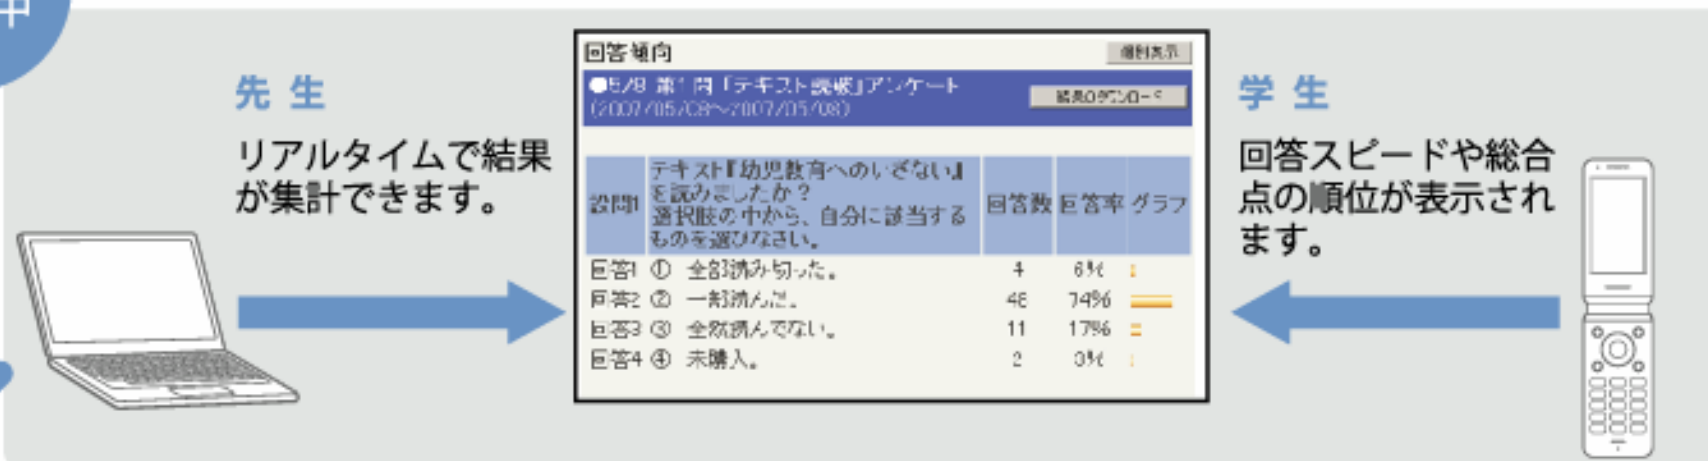 中
先生
リアルタイムで結果
が集計できます。
回答傾向
個別表示
●5/8 第1問「テキスト読破」アンケート
(2007/05/08～2007/05/08)
結果のダウンロード
設問1
テキスト『幼児教育へのいざない』
を読みましたか？
選択肢の中から、自分に該当する
ものを選びなさい。
回答数 回答率 グラフ
回答1 ① 全部読み切った。 4 6%
回答2 ② 一部読んだ。 48 74%
回答3 ③ 全然読んでない。 11 17%
回答4 ④ 未購入。 2 3%
学生
回答スピードや総合
点の順位が表示され
ます。